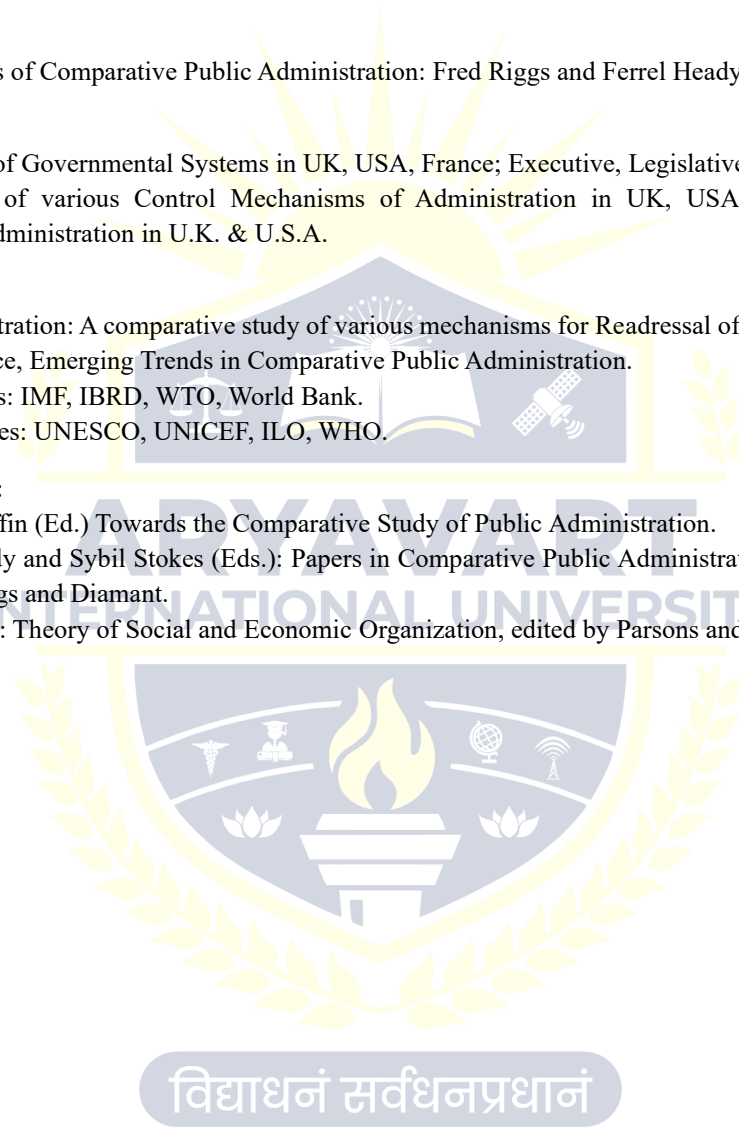 s of Comparative Public Administration: Fred Riggs and Ferrel Heady
of Governmental Systems in UK, USA, France; Executive, Legislative
of various Control Mechanisms of Administration in UK, USA
dministration in U.K. & U.S.A.
tration: A comparative study of various mechanisms for Readressal of
ce, Emerging Trends in Comparative Public Administration.
s: IMF, IBRD, WTO, World Bank.
es: UNESCO, UNICEF, ILO, WHO.
:
ffin (Ed.) Towards the Comparative Study of Public Administration.
dy and Sybil Stokes (Eds.): Papers in Comparative Public Administrat
gs and Diamant.
: Theory of Social and Economic Organization, edited by Parsons and
ARYAVART
INTERNATIONAL UNIVERSIT
विद्याधनं सर्वधनप्रधानं